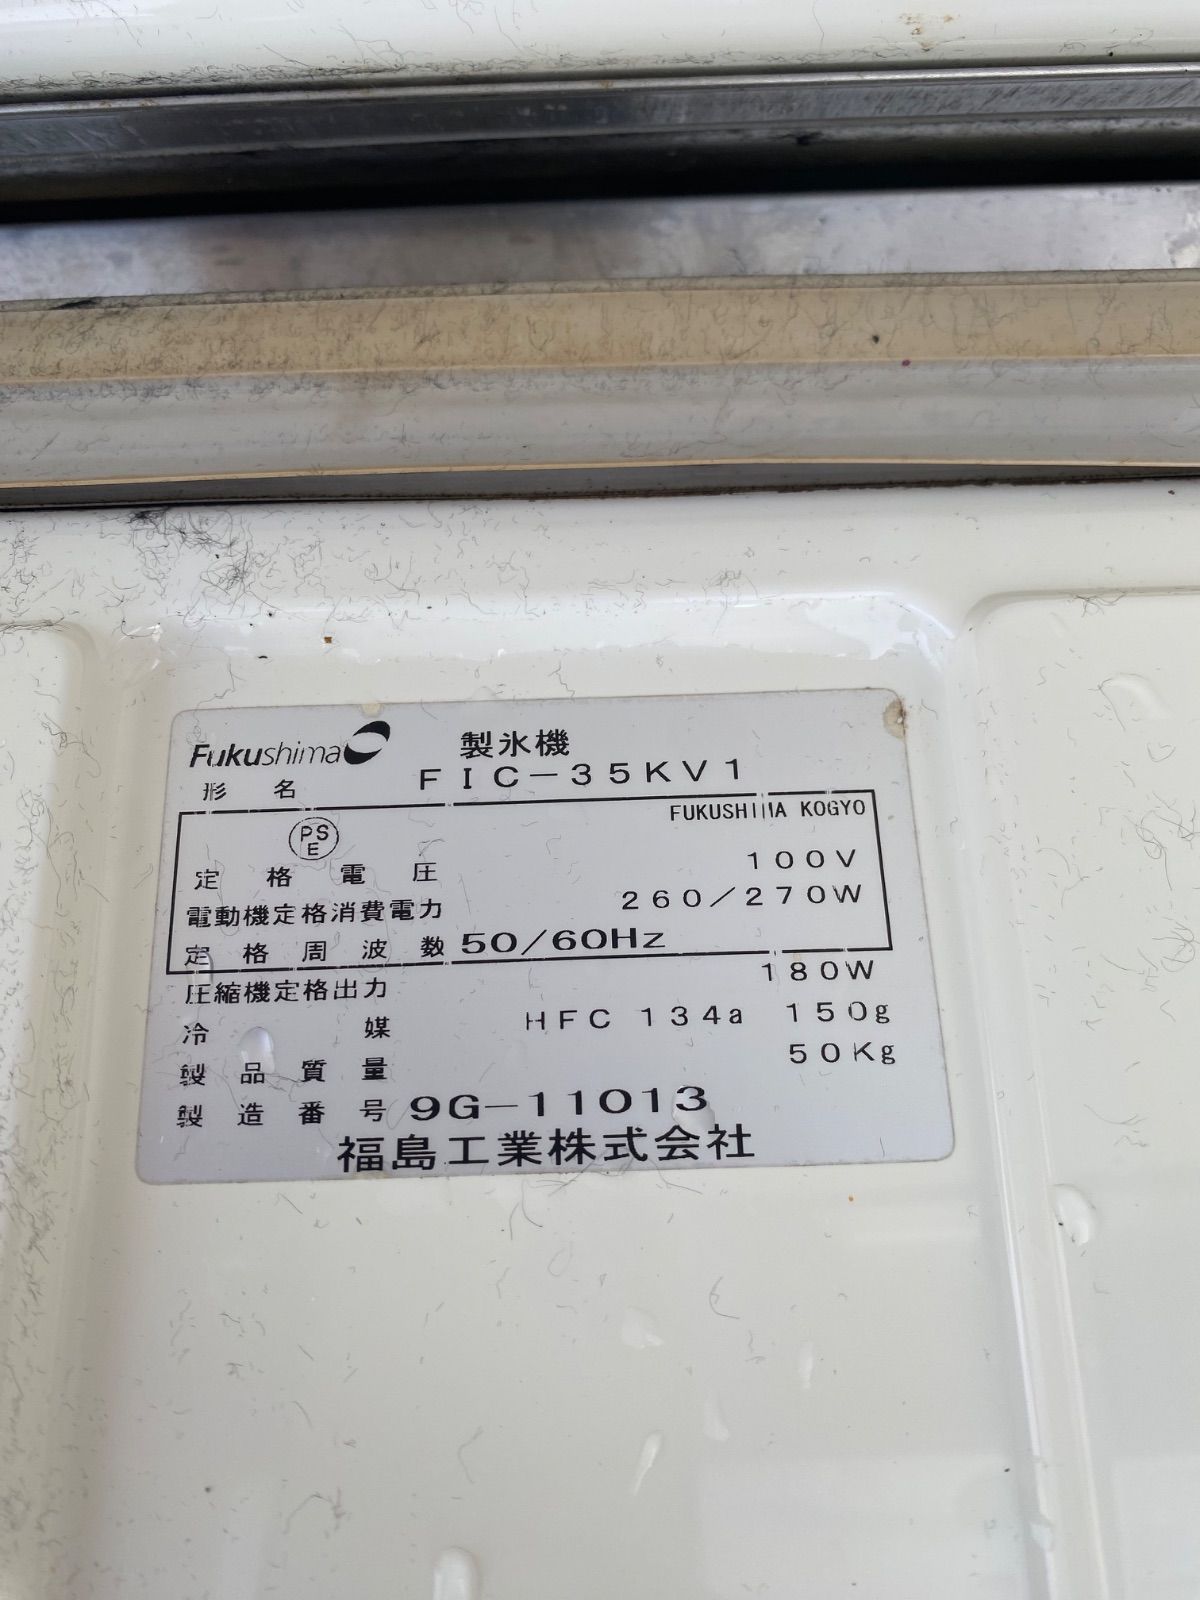 Fukushima 製氷機
形名 FIC-35KV1
FUKUSHIMA KOGYO
PSE
定格電圧 100V
電動機定格消費電力 260/270W
定格周波数 50/60Hz
圧縮機定格出力 180W
冷媒 HFC 134a 150g
製品質量 50Kg
製造番号 9G-11013
福島工業株式会社